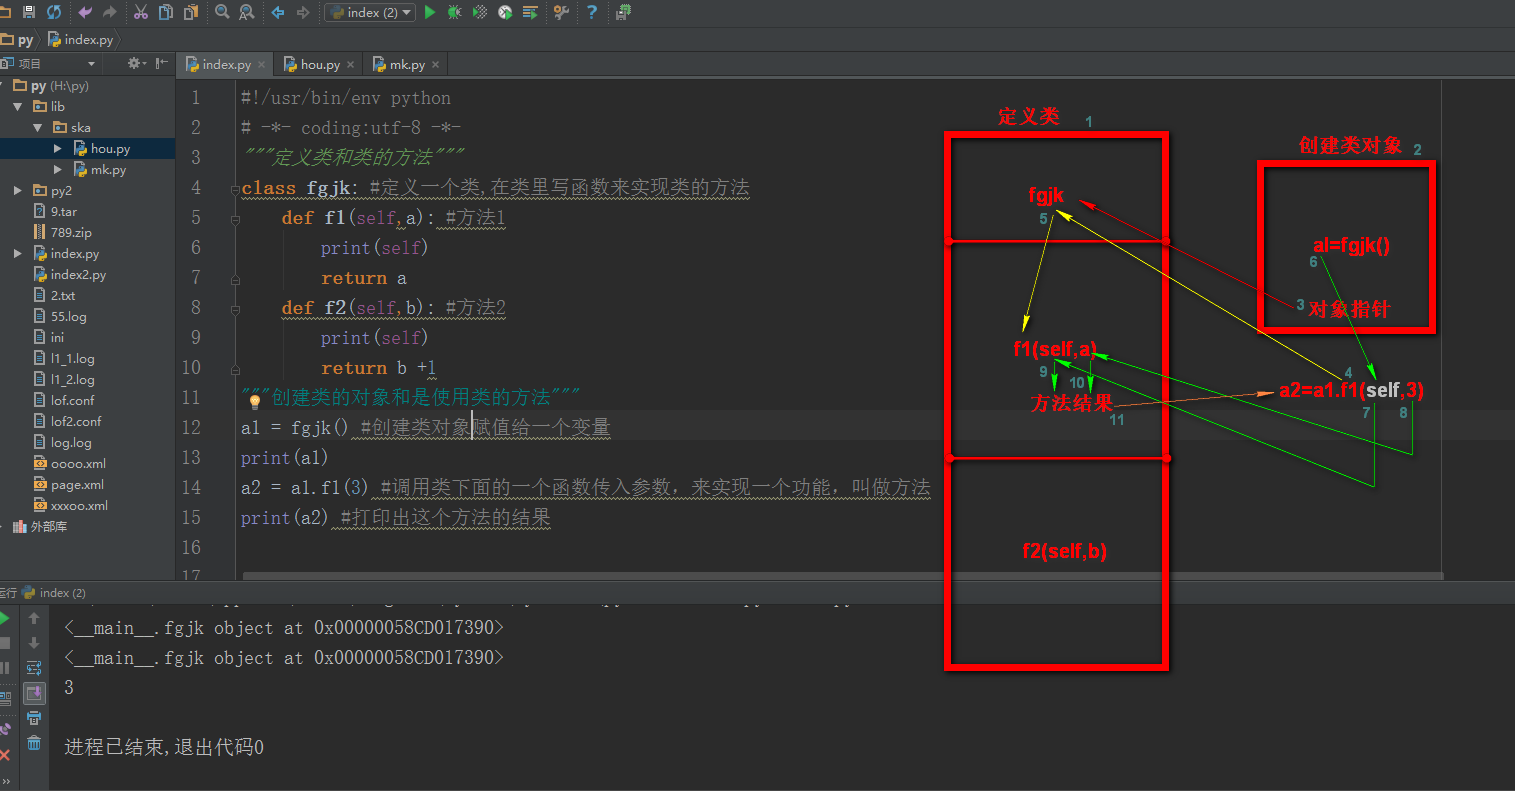 index (2)
py
index.py
项目
index.py
hou.py
mk.py
py (H:\py)
lib
ska
hou.py
mk.py
py2
9.tar
789.zip
index.py
index2.py
2.txt
55.log
ini
l1_1.log
l1_2.log
lof.conf
lof2.conf
log.log
oooo.xml
page.xml
xxxoo.xml
外部库
1 #!/usr/bin/env python
2 # -*- coding:utf-8 -*-
3 """定义类和类的方法"""
4 class fgjk: #定义一个类,在类里写函数来实现类的方法
5 def f1(self,a): #方法1
6 print(self)
7 return a
8 def f2(self,b): #方法2
9 print(self)
10 return b +1
11 """创建类的对象和是使用类的方法"""
12 a1 = fgjk() #创建类对象赋值给一个变量
13 print(a1)
14 a2 = a1.f1(3) #调用类下面的一个函数传入参数，来实现一个功能，叫做方法
15 print(a2) #打印出这个方法的结果
16
17
定义类 1
fgjk
5
f1(self,a)
9
10
方法结果
11
f2(self,b)
创建类对象 2
al=fgjk()
6
3 对象指针
4
a2=a1.f1(self,3)
7 8
运行 index (2)
<__main__.fgjk object at 0x00000058CD017390>
<__main__.fgjk object at 0x00000058CD017390>
3
进程已结束,退出代码0